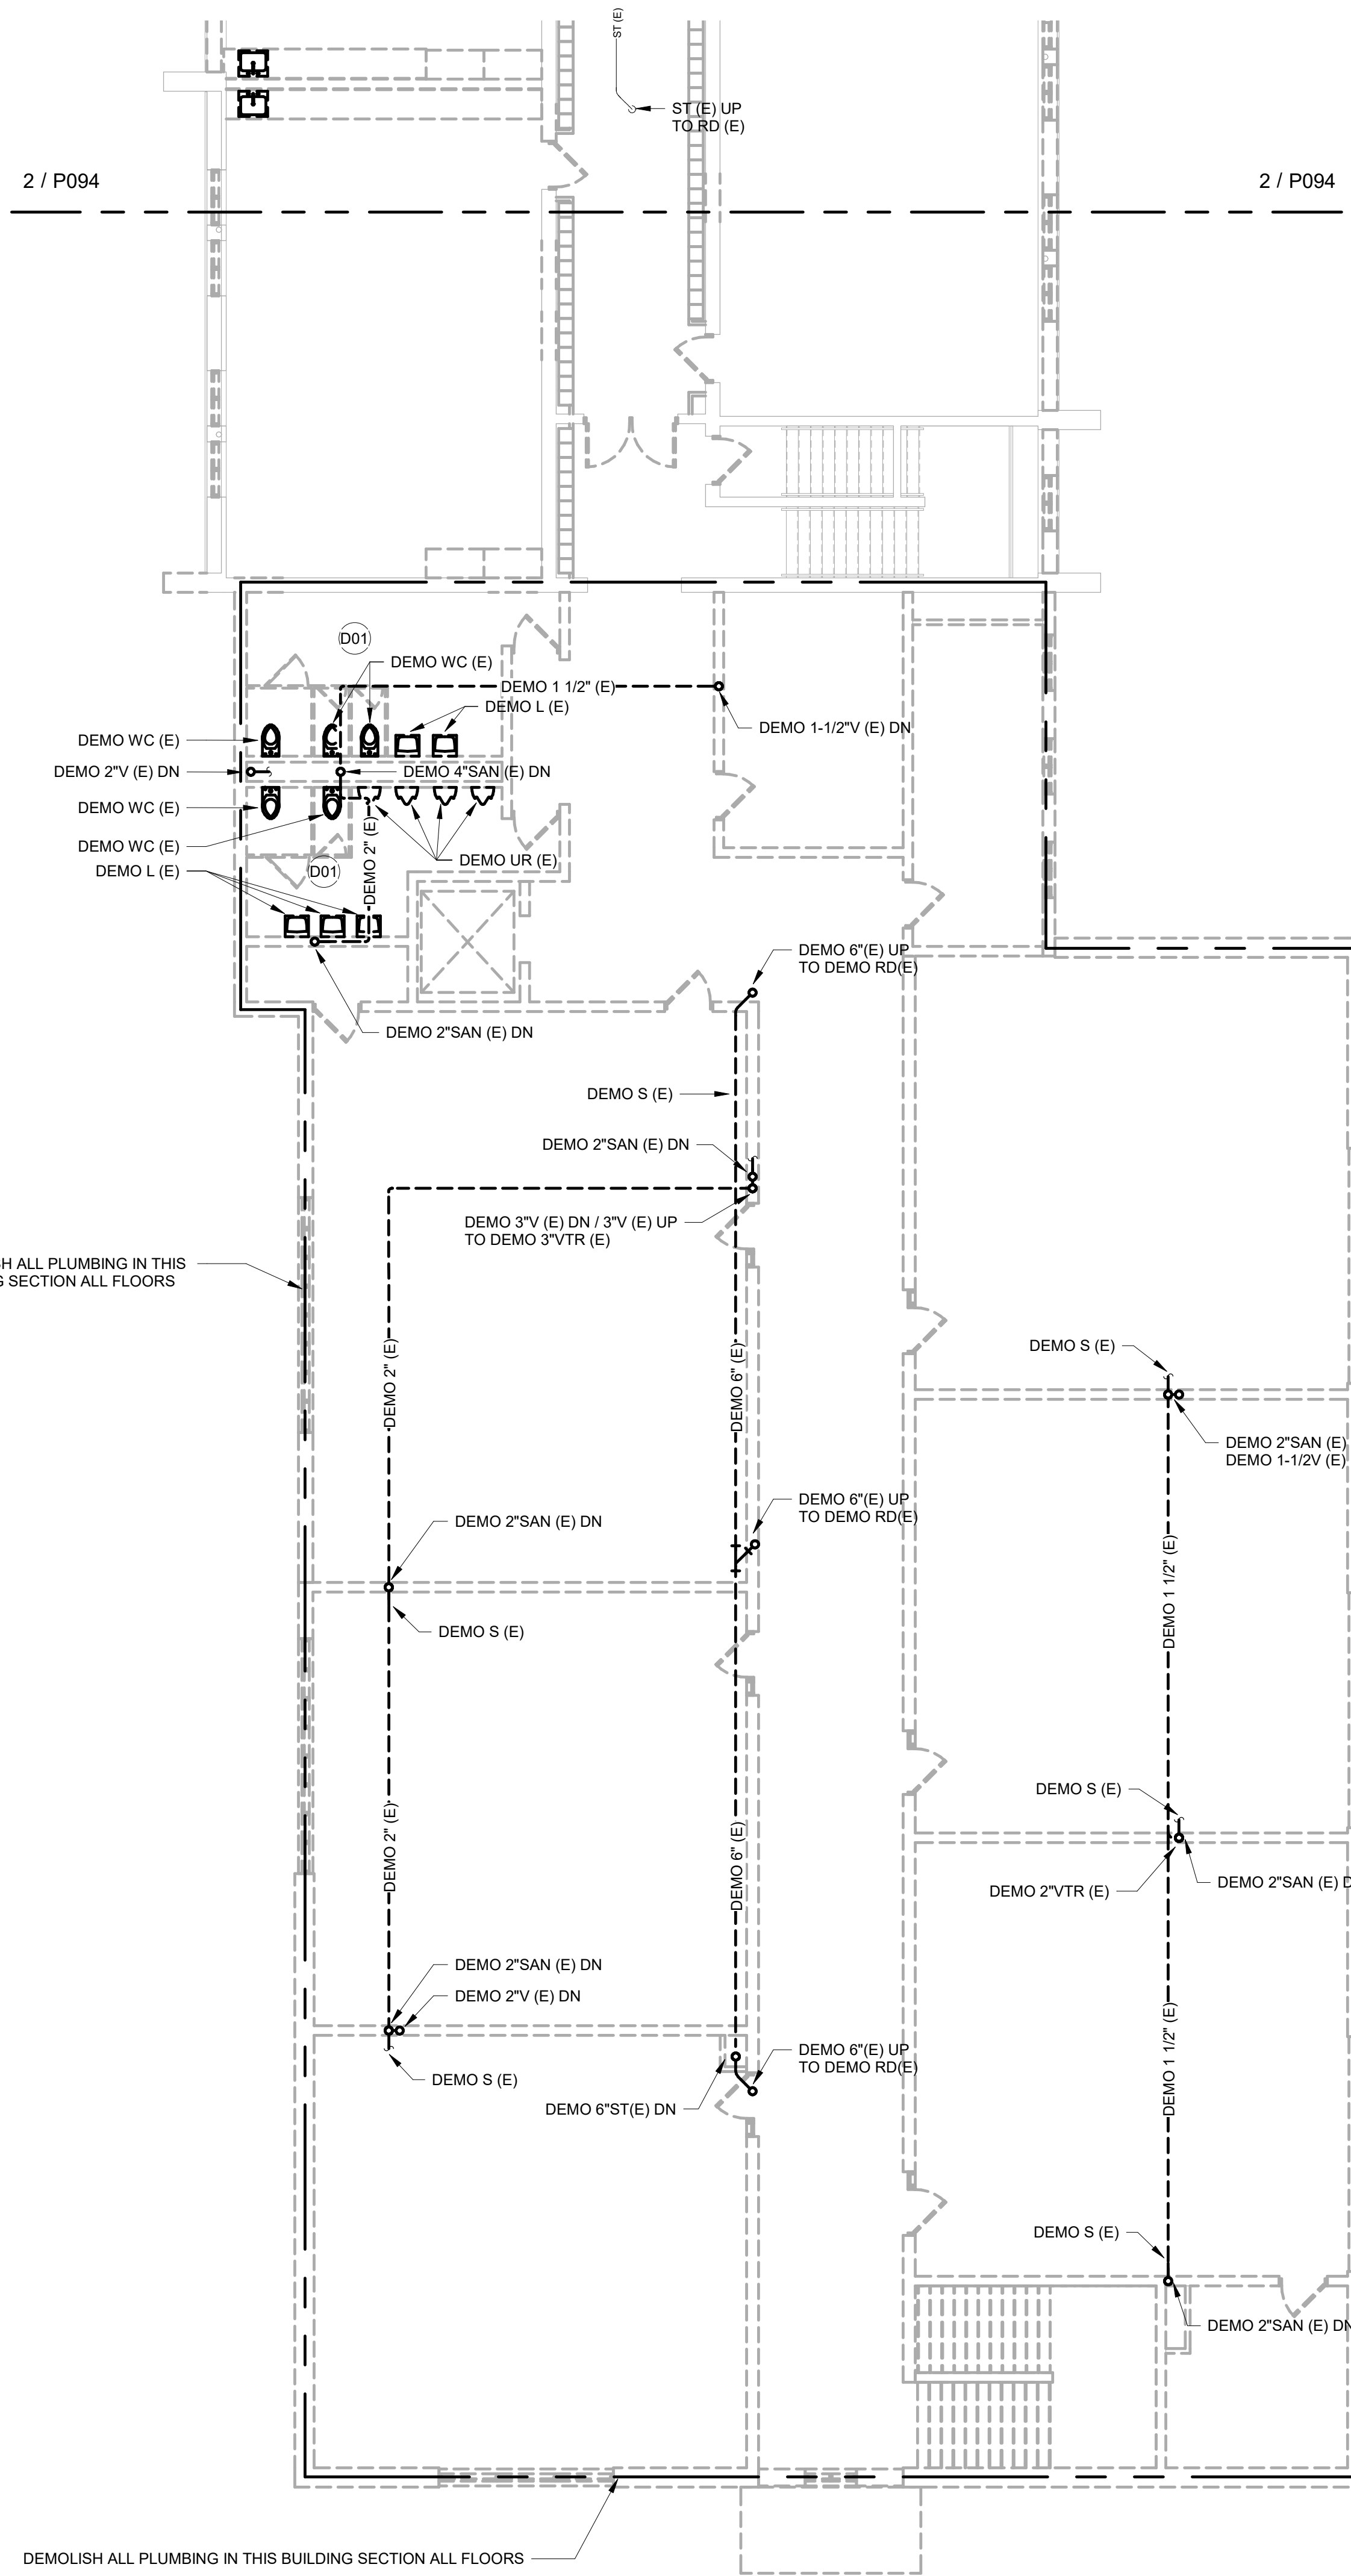 ST (E)
ST (E) UP
TO RD (E)
2 / P094
2 / P094
D01
DEMO WC (E)
DEMO 1 1/2" (E)
DEMO L (E)
DEMO 1-1/2"V (E) DN
DEMO WC (E)
DEMO 2"V (E) DN
DEMO 4"SAN (E) DN
DEMO WC (E)
DEMO WC (E)
DEMO UR (E)
DEMO L (E)
D01
DEMO 2" (E)
DEMO 6"(E) UP
TO DEMO RD(E)
DEMO 2"SAN (E) DN
DEMO S (E)
DEMO 2"SAN (E) DN
DEMO 3"V (E) DN / 3"V (E) UP
TO DEMO 3"VTR (E)
SH ALL PLUMBING IN THIS
G SECTION ALL FLOORS
DEMO 2" (E)
DEMO 6" (E)
DEMO S (E)
DEMO 2"SAN (E)
DEMO 1-1/2V (E)
DEMO 6"(E) UP
TO DEMO RD(E)
DEMO 2"SAN (E) DN
DEMO S (E)
DEMO 1 1/2" (E)
DEMO S (E)
DEMO 2" (E)
DEMO 6" (E)
DEMO 2"VTR (E)
DEMO 2"SAN (E) D
DEMO 2"SAN (E) DN
DEMO 2"V (E) DN
DEMO 6"(E) UP
TO DEMO RD(E)
DEMO S (E)
DEMO 6"ST(E) DN
DEMO 1 1/2" (E)
DEMO S (E)
DEMO 2"SAN (E) DN
DEMOLISH ALL PLUMBING IN THIS BUILDING SECTION ALL FLOORS